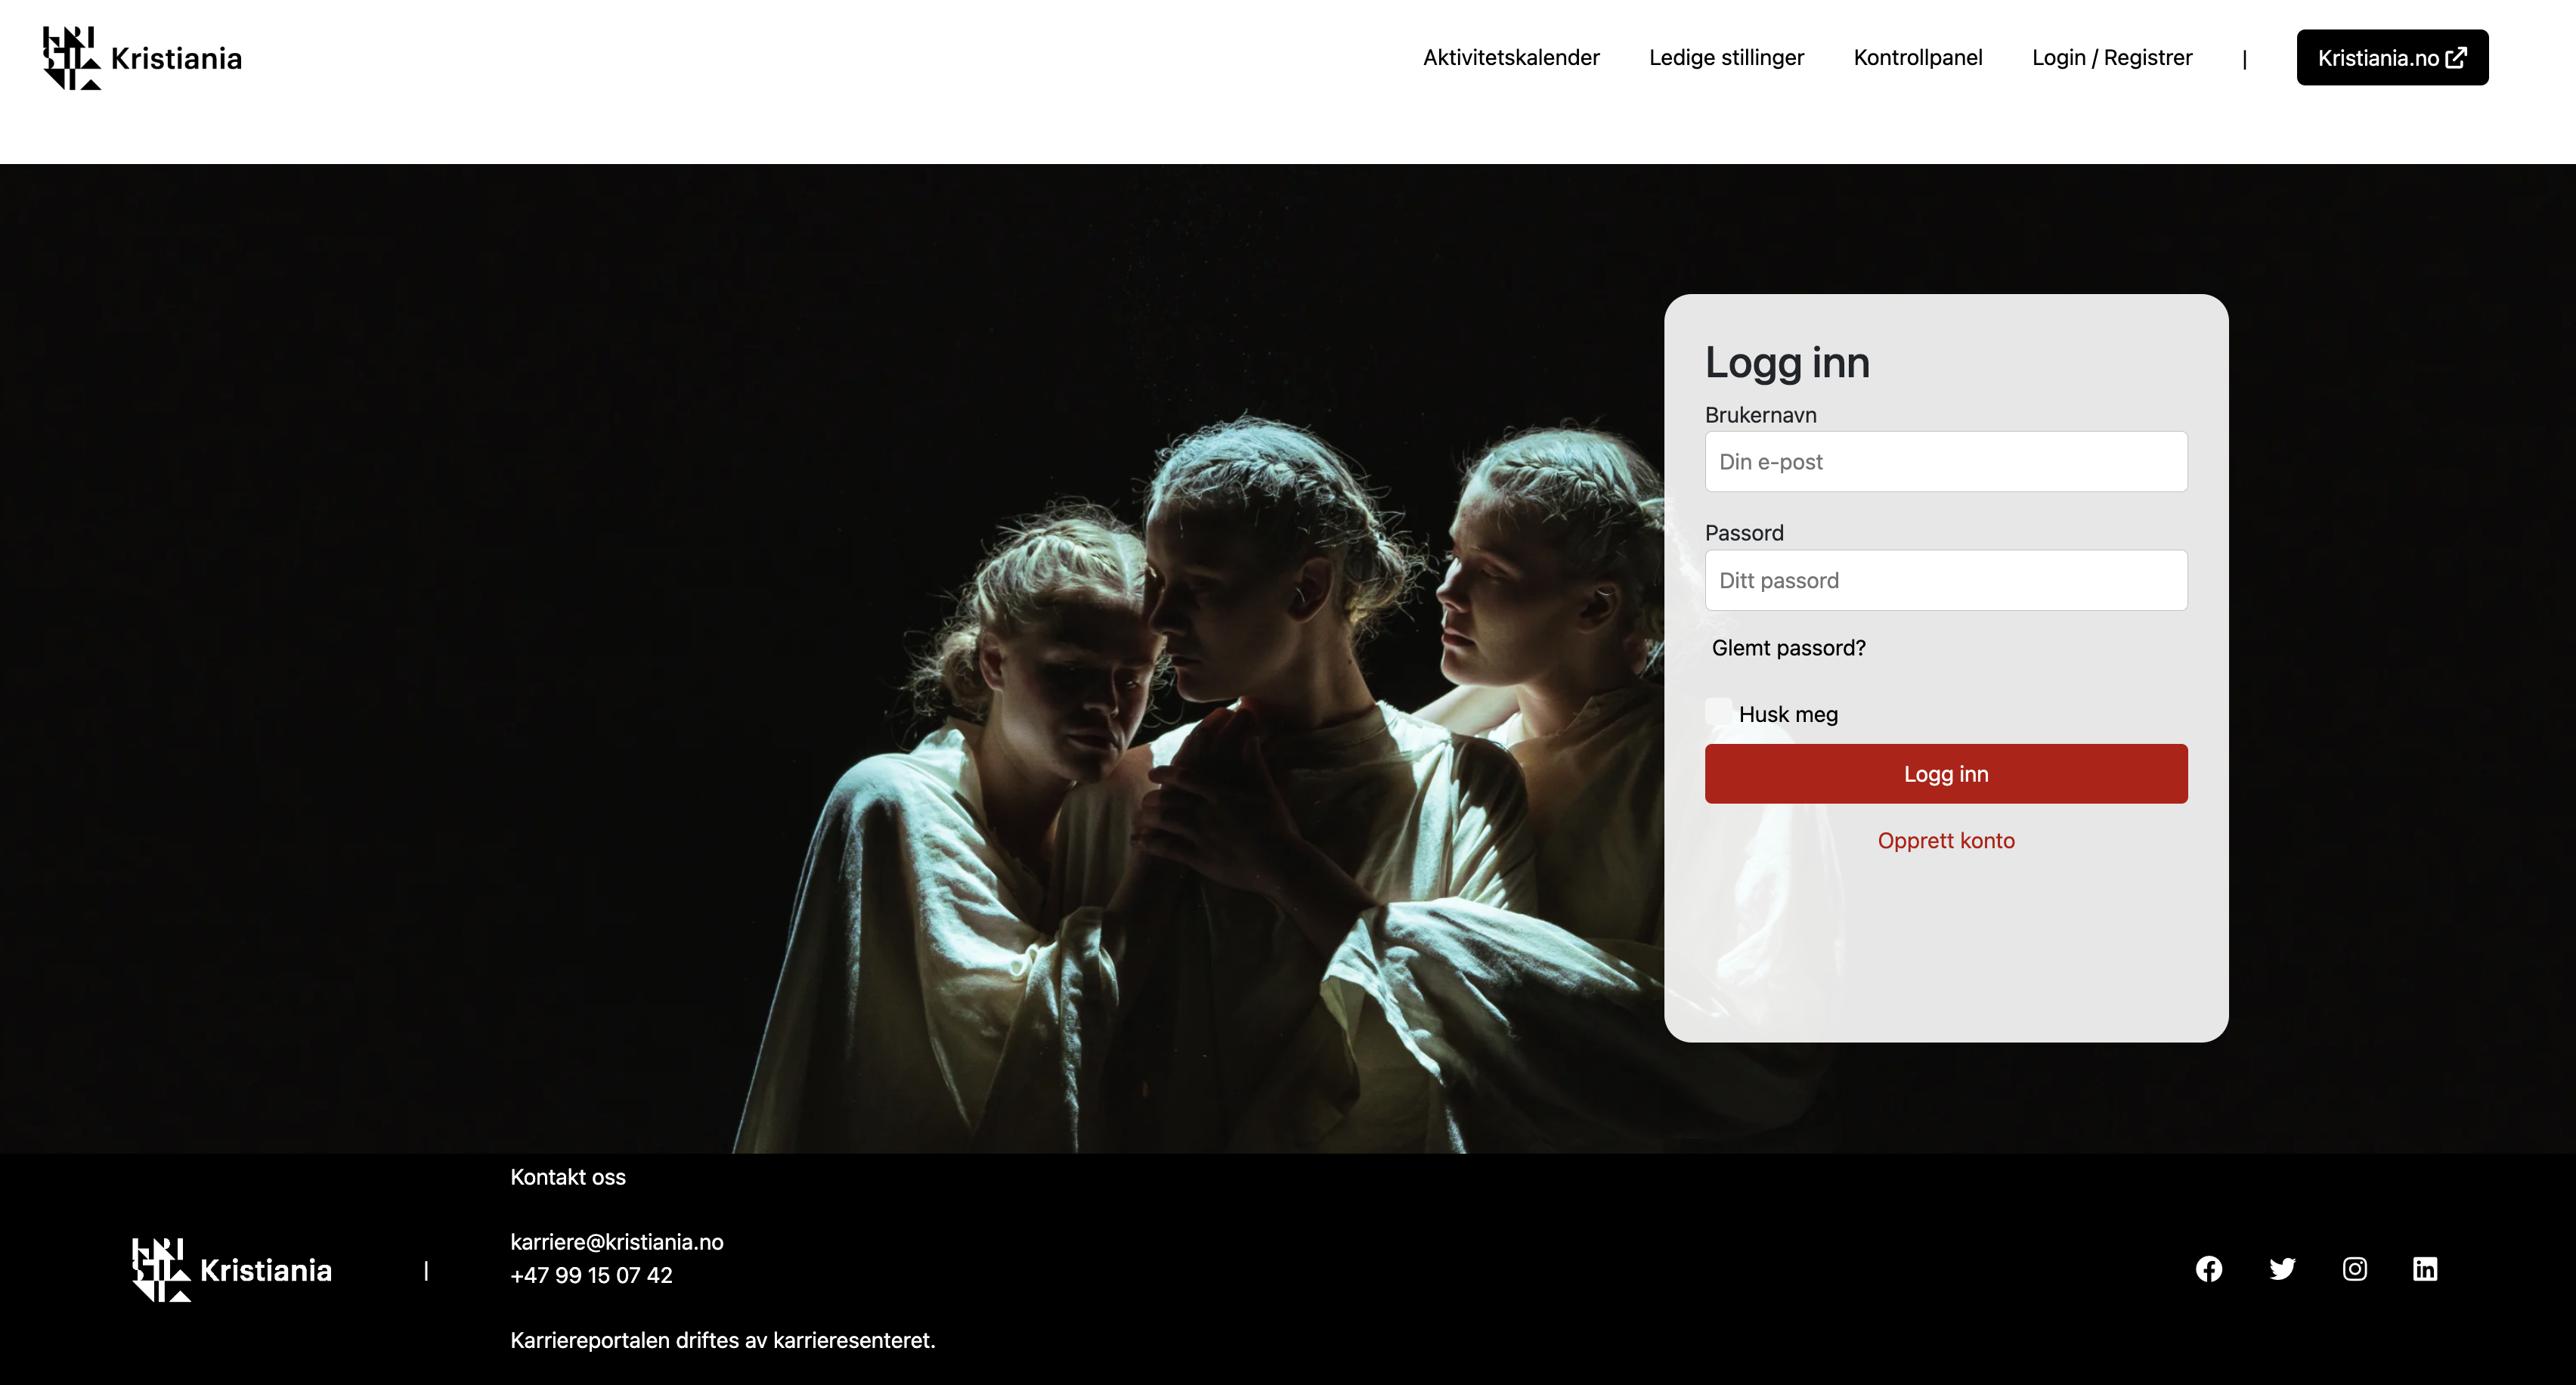 Kristiania
Aktivitetskalender
Ledige stillinger
Kontrollpanel
Login / Registrer
|
Kristiania.no
Logg inn
Brukernavn
Din e-post
Passord
Ditt passord
Glemt passord?
Husk meg
Logg inn
Opprett konto
Kontakt oss
Kristiania
|
karriere@kristiania.no
+47 99 15 07 42
Karriereportalen driftes av karrieresenteret.